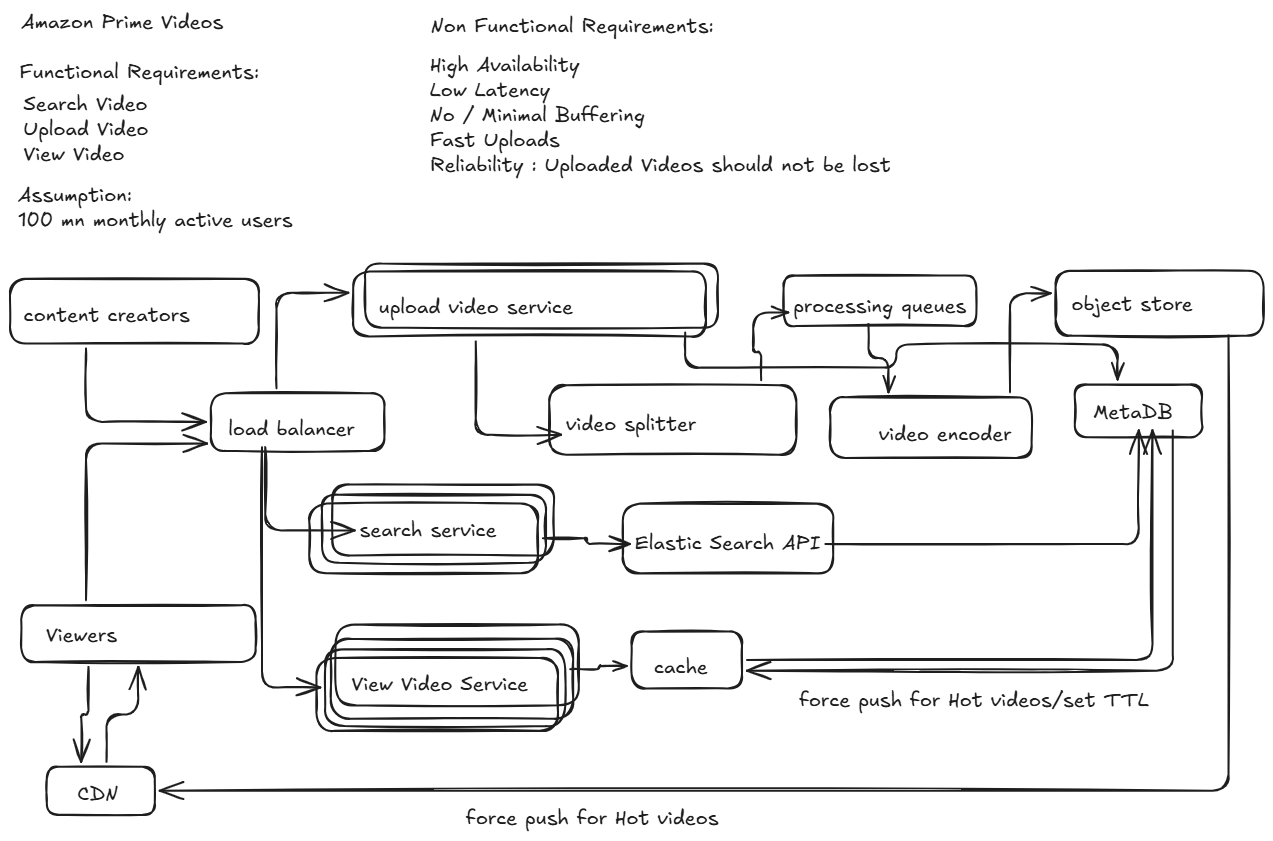 Amazon Prime Videos
Functional Requirements:
Search Video
Upload Video
View Video
Assumption:
100 mn monthly active users
Non Functional Requirements:
High Availability
Low Latency
No / Minimal Buffering
Fast Uploads
Reliability : Uploaded Videos should not be lost
content creators
upload video service
processing queues
object store
load balancer
video splitter
video encoder
MetaDB
search service
Elastic Search API
Viewers
View Video Service
cache
force push for Hot videos/set TTL
CDN
force push for Hot videos